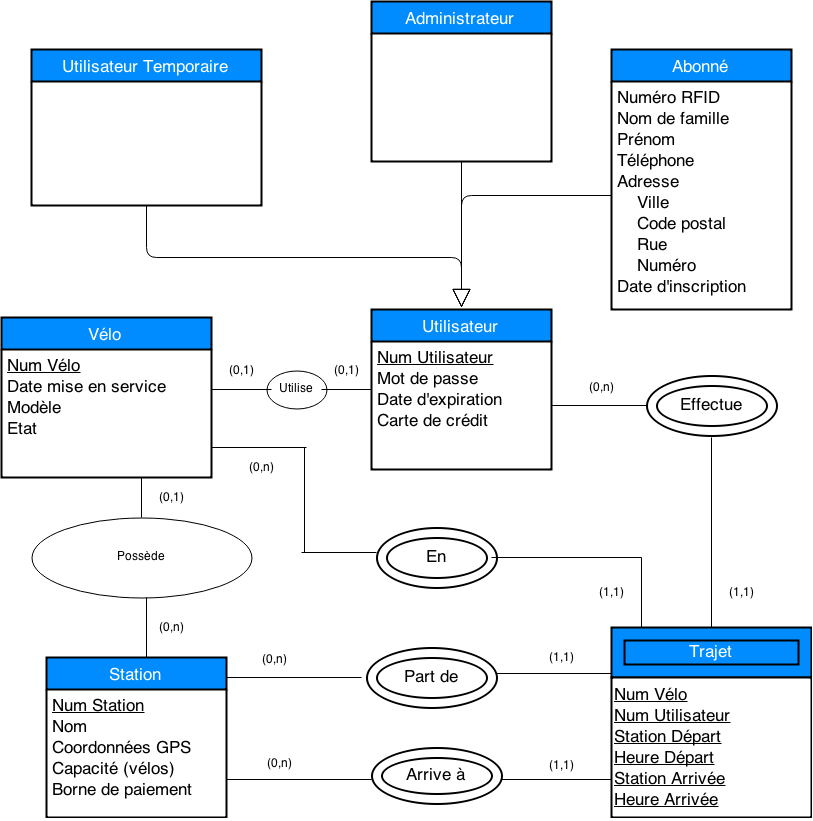 Administrateur
Utilisateur Temporaire
Abonné
Numéro RFID
Nom de famille
Prénom
Téléphone
Adresse
Ville
Code postal
Rue
Numéro
Date d'inscription
Vélo
Num Vélo
Date mise en service
Modèle
Etat
(0,1)
Utilise
(0,1)
Utilisateur
Num Utilisateur
Mot de passe
Date d'expiration
Carte de crédit
(0,n)
Effectue
(0,n)
(0,1)
Possède
En
(1,1)
(1,1)
(0,n)
Station
Num Station
Nom
Coordonnées GPS
Capacité (vélos)
Borne de paiement
(0,n)
Part de
(1,1)
(0,n)
Arrive à
(1,1)
Trajet
Num Vélo
Num Utilisateur
Station Départ
Heure Départ
Station Arrivée
Heure Arrivée